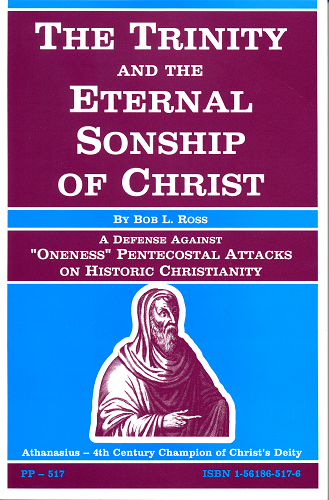 THE TRINITY
AND THE
ETERNAL
SONSHIP
OF CHRIST
BY BOB L. ROSS
A DEFENSE AGAINST
"ONENESS" PENTECOSTAL ATTACKS
ON HISTORIC CHRISTIANITY
Athanasius – 4th Century Champion of Christ's Deity
PP – 517
ISBN 1-56186-517-6